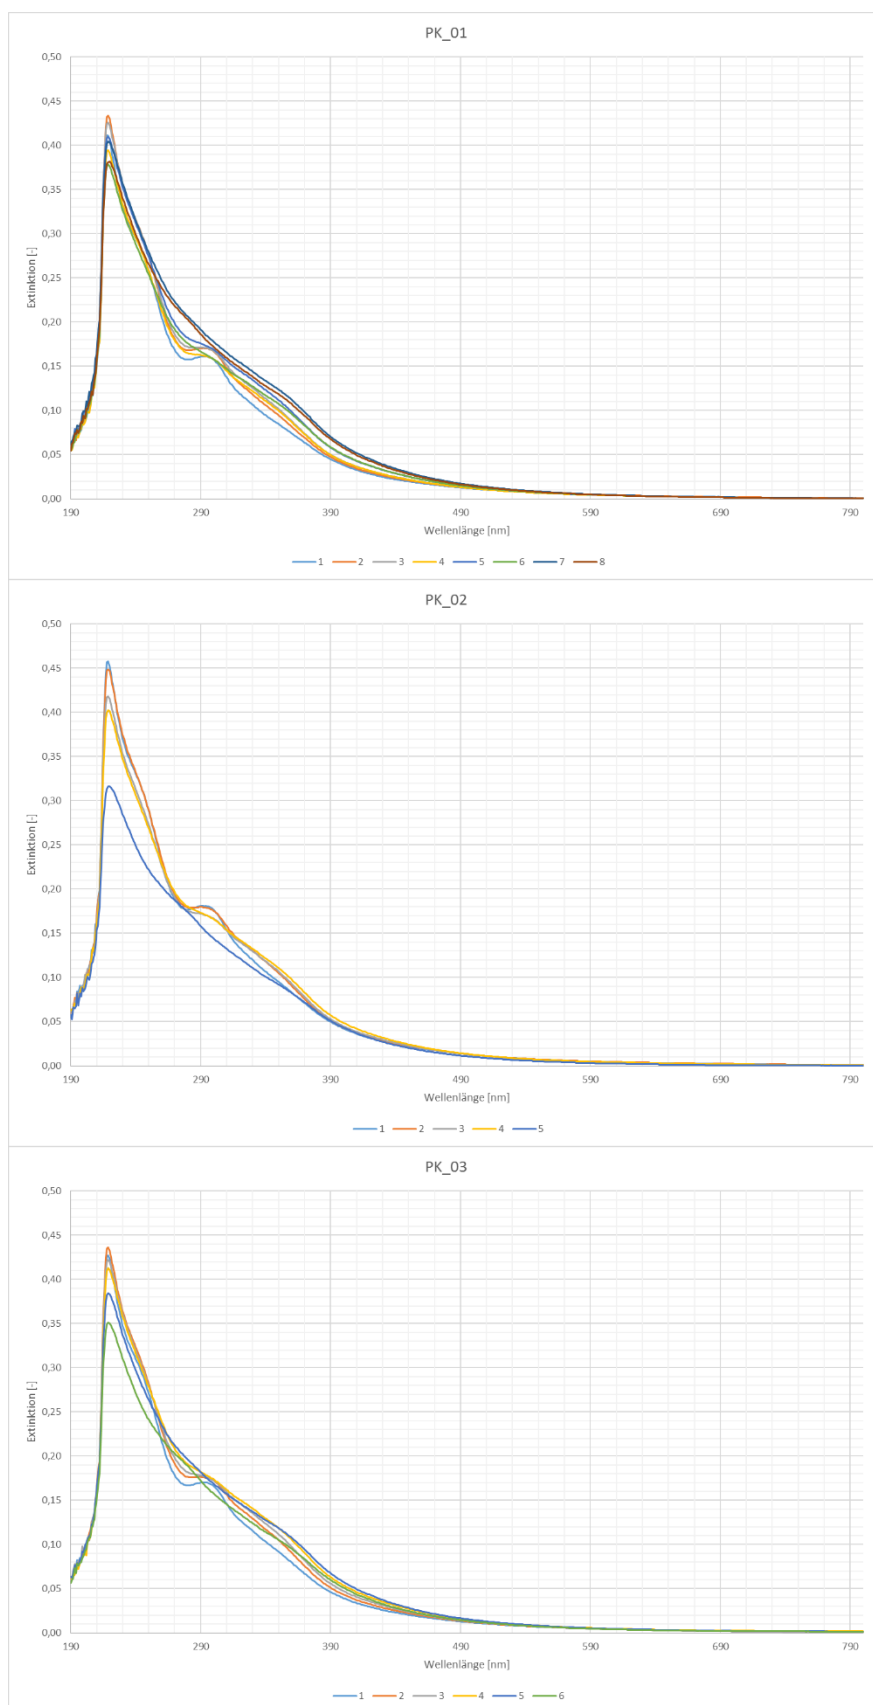 PK_01
0,50
0,45
0,40
0,35
0,30
0,25
0,20
0,15
0,10
0,05
0,00
Extinktion [-]
190 290 390 490 590 690 790
Wellenlänge [nm]
1 2 3 4 5 6 7 8
PK_02
0,50
0,45
0,40
0,35
0,30
0,25
0,20
0,15
0,10
0,05
0,00
Extinktion [-]
190 290 390 490 590 690 790
Wellenlänge [nm]
1 2 3 4 5
PK_03
0,50
0,45
0,40
0,35
0,30
0,25
0,20
0,15
0,10
0,05
0,00
Extinktion [-]
190 290 390 490 590 690 790
Wellenlänge [nm]
1 2 3 4 5 6